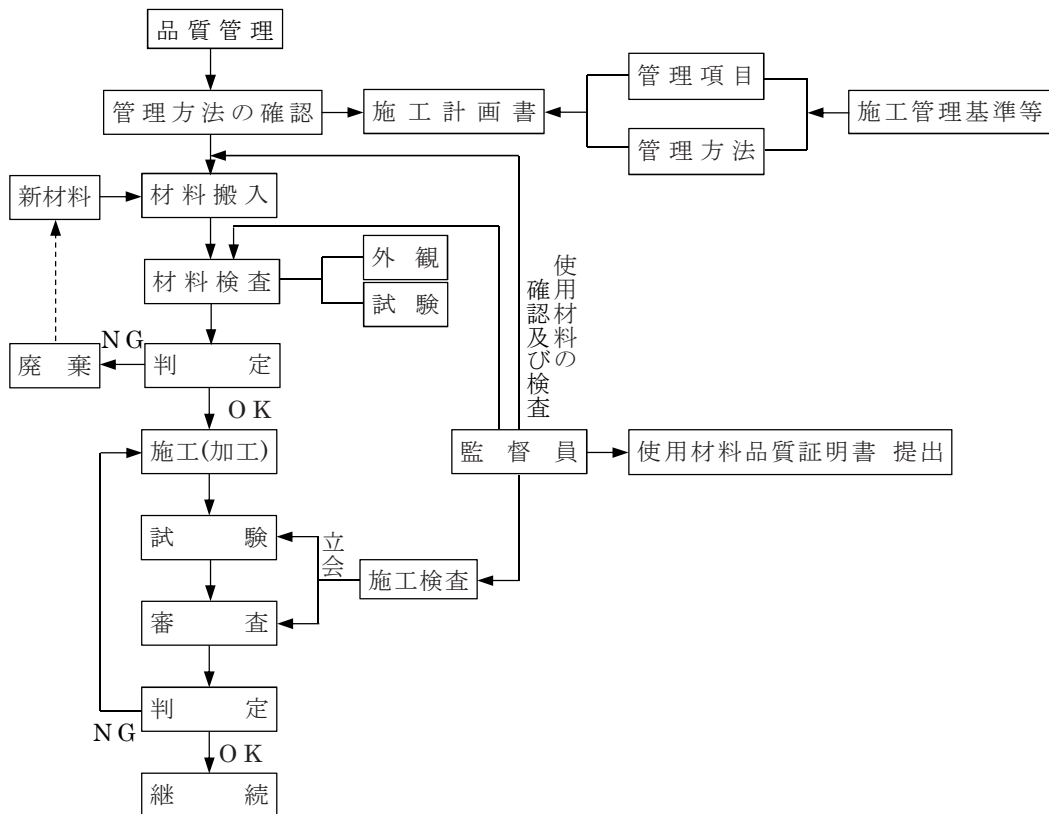 品質管理
管理方法の確認
施工計画書
管理項目
管理方法
施工管理基準等
新材料
材料搬入
材料検査
外観
試験
使用材料の
確認及び検査
NG
廃棄
判定
OK
施工(加工)
監督員
使用材料品質証明書 提出
試験
立会
施工検査
審査
判定
NG
OK
継続